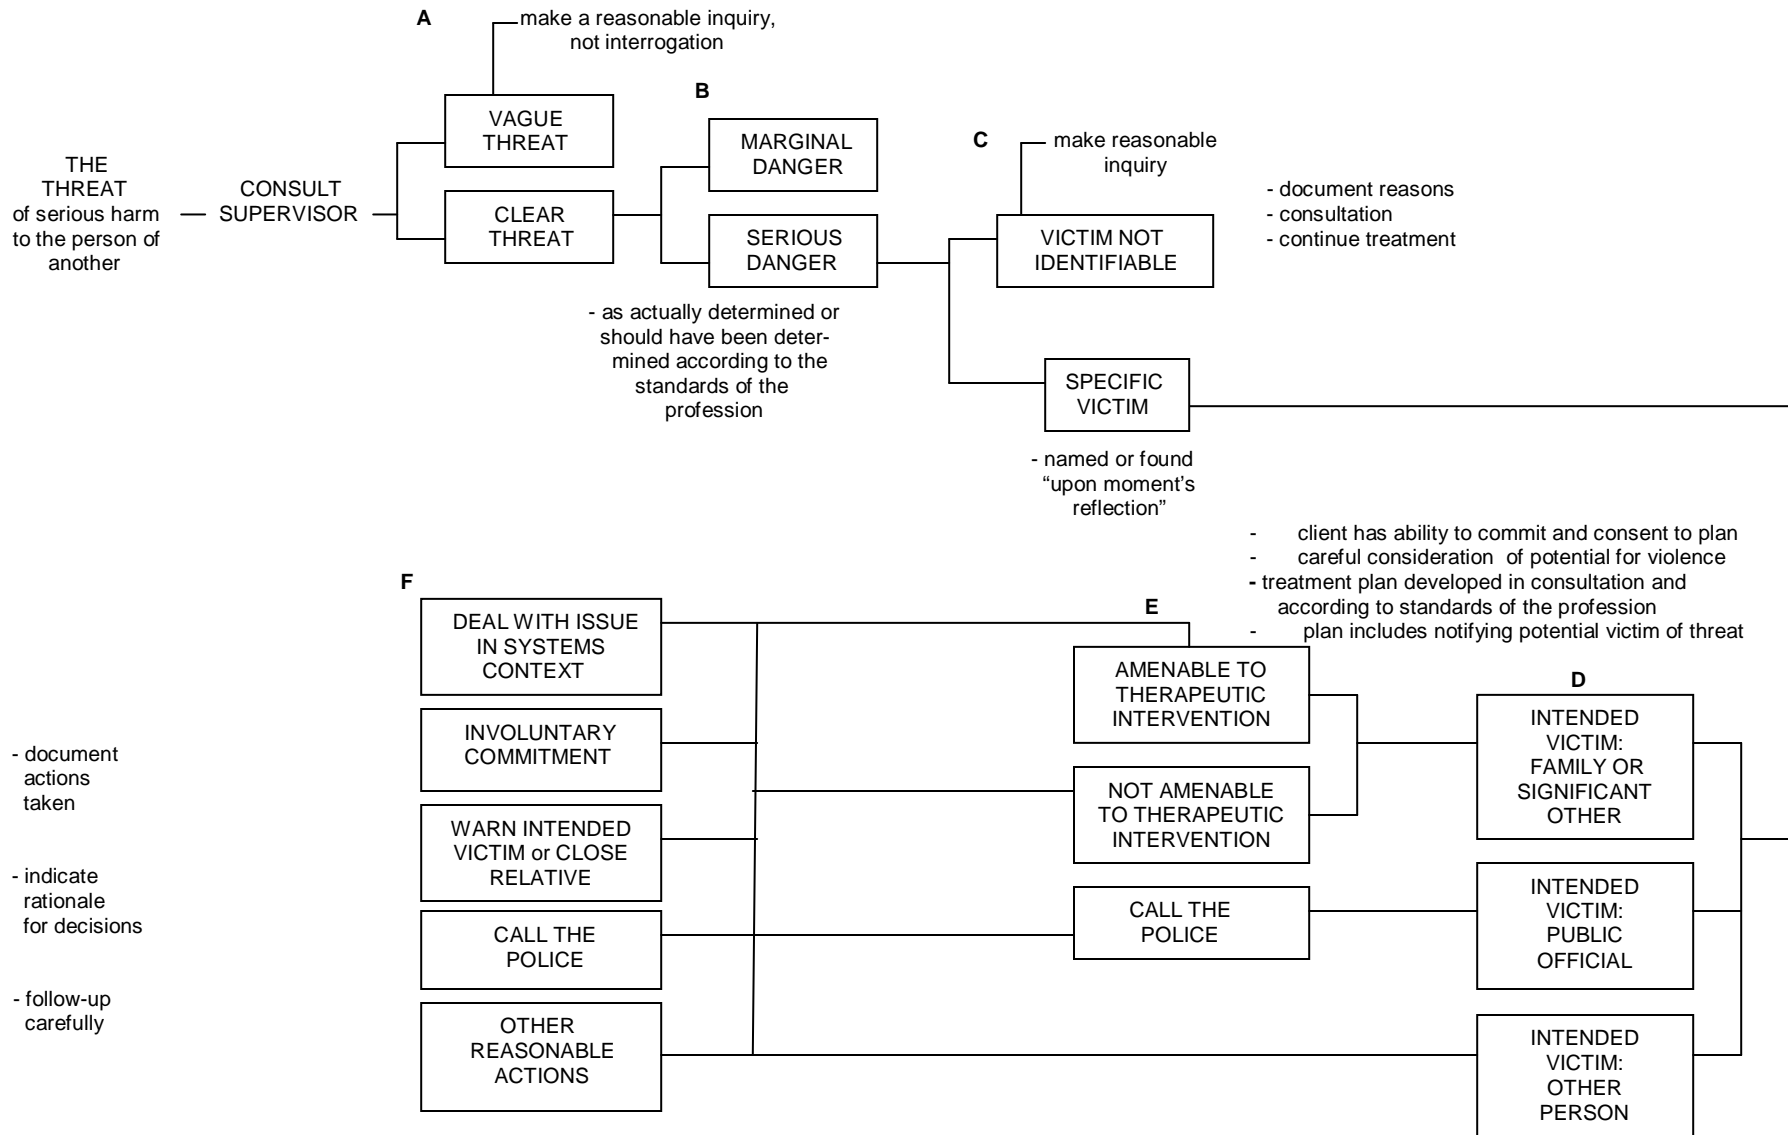 A
make a reasonable inquiry,
not interrogation
VAGUE
THREAT
THE
THREAT
of serious harm
to the person of
another
CONSULT
SUPERVISOR
CLEAR
THREAT
B
MARGINAL
DANGER
SERIOUS
DANGER
- as actually determined or
should have been deter-
mined according to the
standards of the
profession
C
make reasonable
inquiry
VICTIM NOT
IDENTIFIABLE
- document reasons
- consultation
- continue treatment
SPECIFIC
VICTIM
- named or found
“upon moment’s
reflection”
- client has ability to commit and consent to plan
- careful consideration of potential for violence
- treatment plan developed in consultation and
according to standards of the profession
- plan includes notifying potential victim of threat
D
INTENDED
VICTIM:
FAMILY OR
SIGNIFICANT
OTHER
INTENDED
VICTIM:
PUBLIC
OFFICIAL
INTENDED
VICTIM:
OTHER
PERSON
E
AMENABLE TO
THERAPEUTIC
INTERVENTION
NOT AMENABLE
TO THERAPEUTIC
INTERVENTION
CALL THE
POLICE
F
DEAL WITH ISSUE
IN SYSTEMS
CONTEXT
INVOLUNTARY
COMMITMENT
WARN INTENDED
VICTIM or CLOSE
RELATIVE
CALL THE
POLICE
OTHER
REASONABLE
ACTIONS
- document
actions
taken
- indicate
rationale
for decisions
- follow-up
carefully